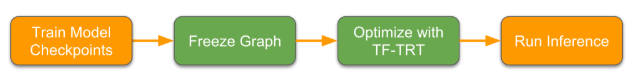 Train Model
Checkpoints
Freeze Graph
Optimize with
TF-TRT
Run Inference